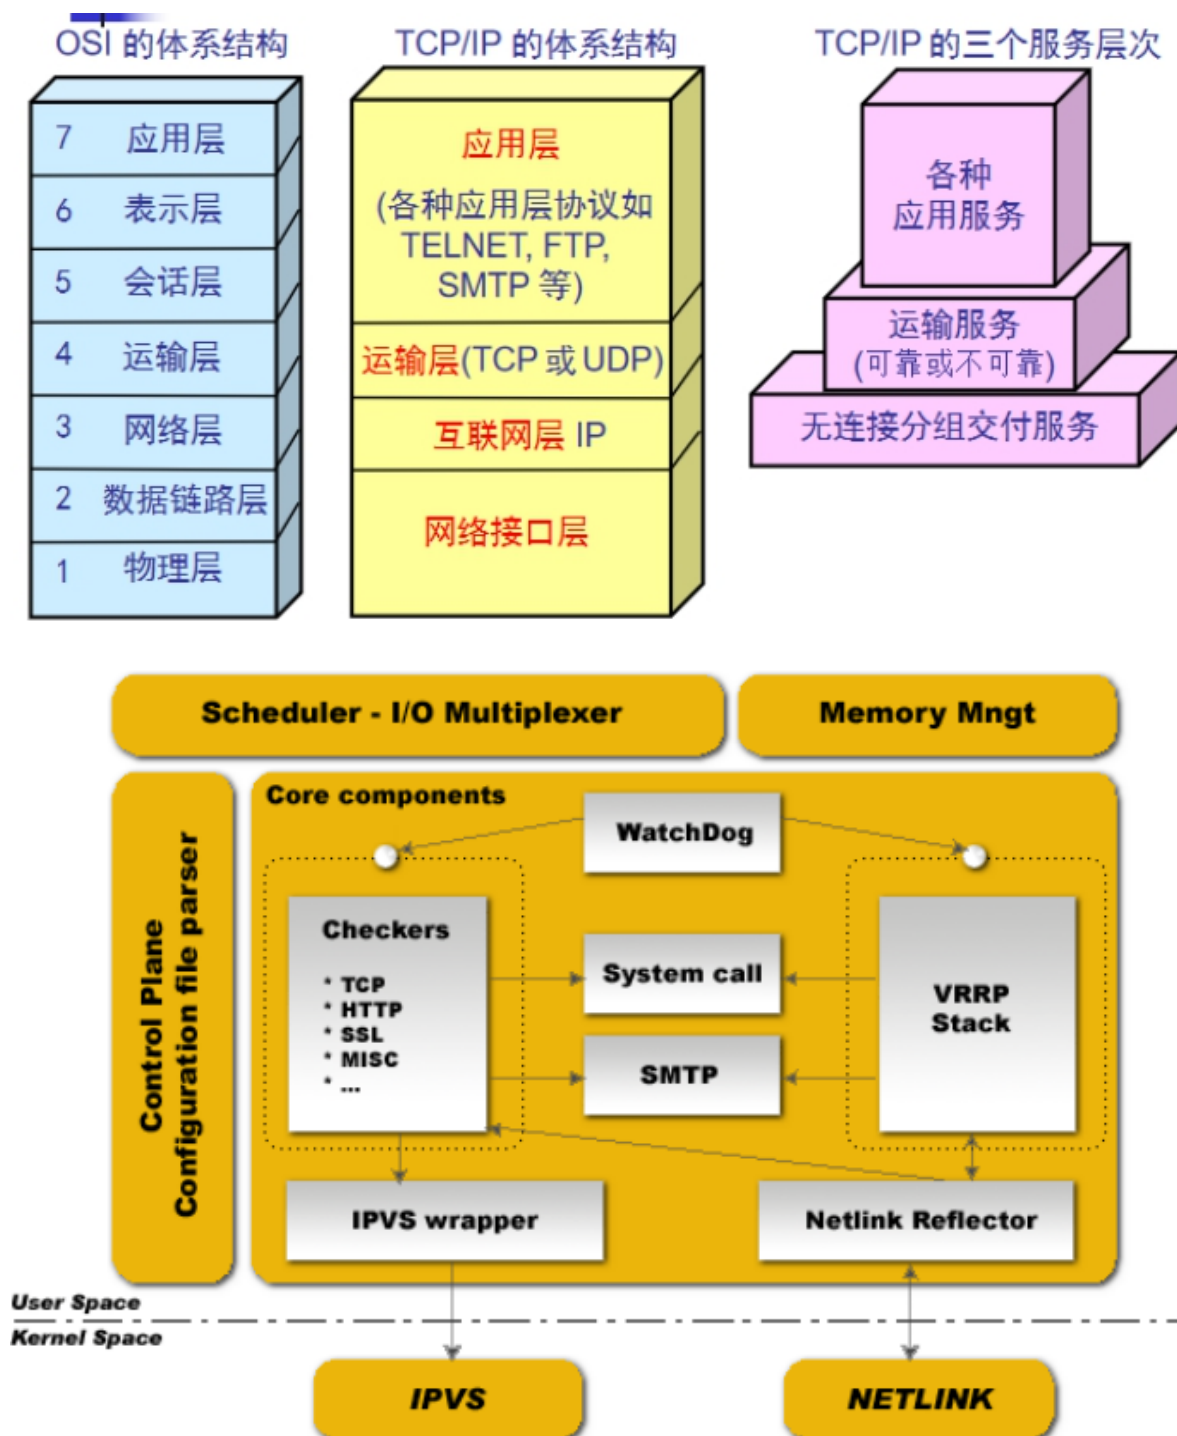 OSI 的体系结构
7 应用层
6 表示层
5 会话层
4 运输层
3 网络层
2 数据链路层
1 物理层
TCP/IP 的体系结构
应用层
(各种应用层协议如
TELNET, FTP,
SMTP 等)
运输层(TCP 或 UDP)
互联网层 IP
网络接口层
TCP/IP 的三个服务层次
各种
应用服务
运输服务
(可靠或不可靠)
无连接分组交付服务
Scheduler - I/O Multiplexer
Memory Mngt
Control Plane
Configuration file parser
Core components
WatchDog
Checkers
* TCP
* HTTP
* SSL
* MISC
* ...
System call
SMTP
VRRP
Stack
IPVS wrapper
Netlink Reflector
User Space
Kernel Space
IPVS
NETLINK